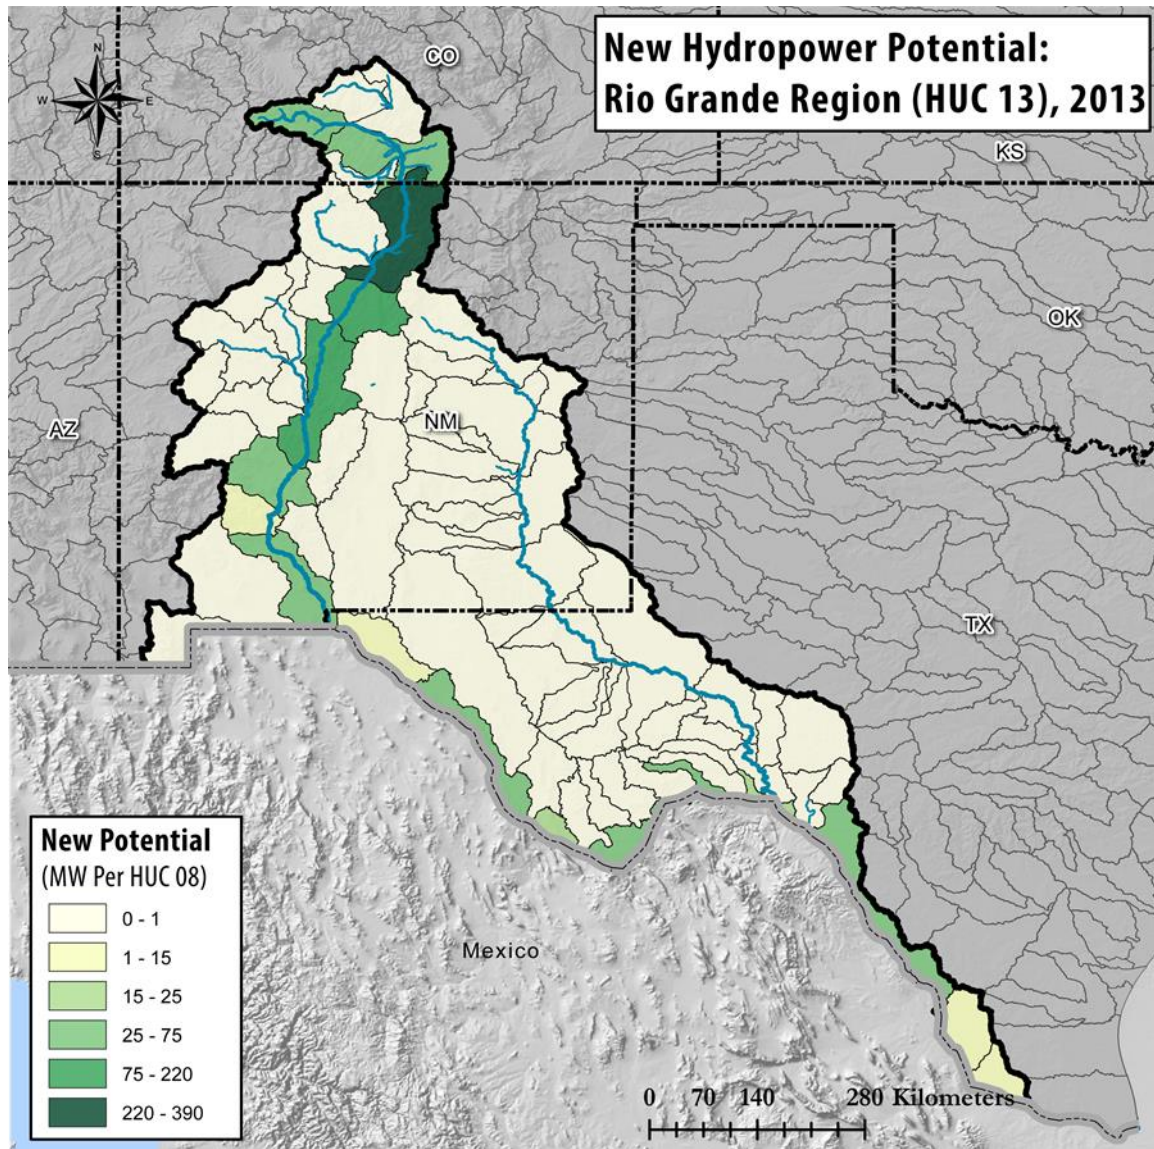 New Hydropower Potential:
Rio Grande Region (HUC 13), 2013
N
W
E
S
CO
KS
OK
AZ
NM
TX
Mexico
New Potential
(MW Per HUC 08)
0 - 1
1 - 15
15 - 25
25 - 75
75 - 220
220 - 390
0 70 140 280 Kilometers